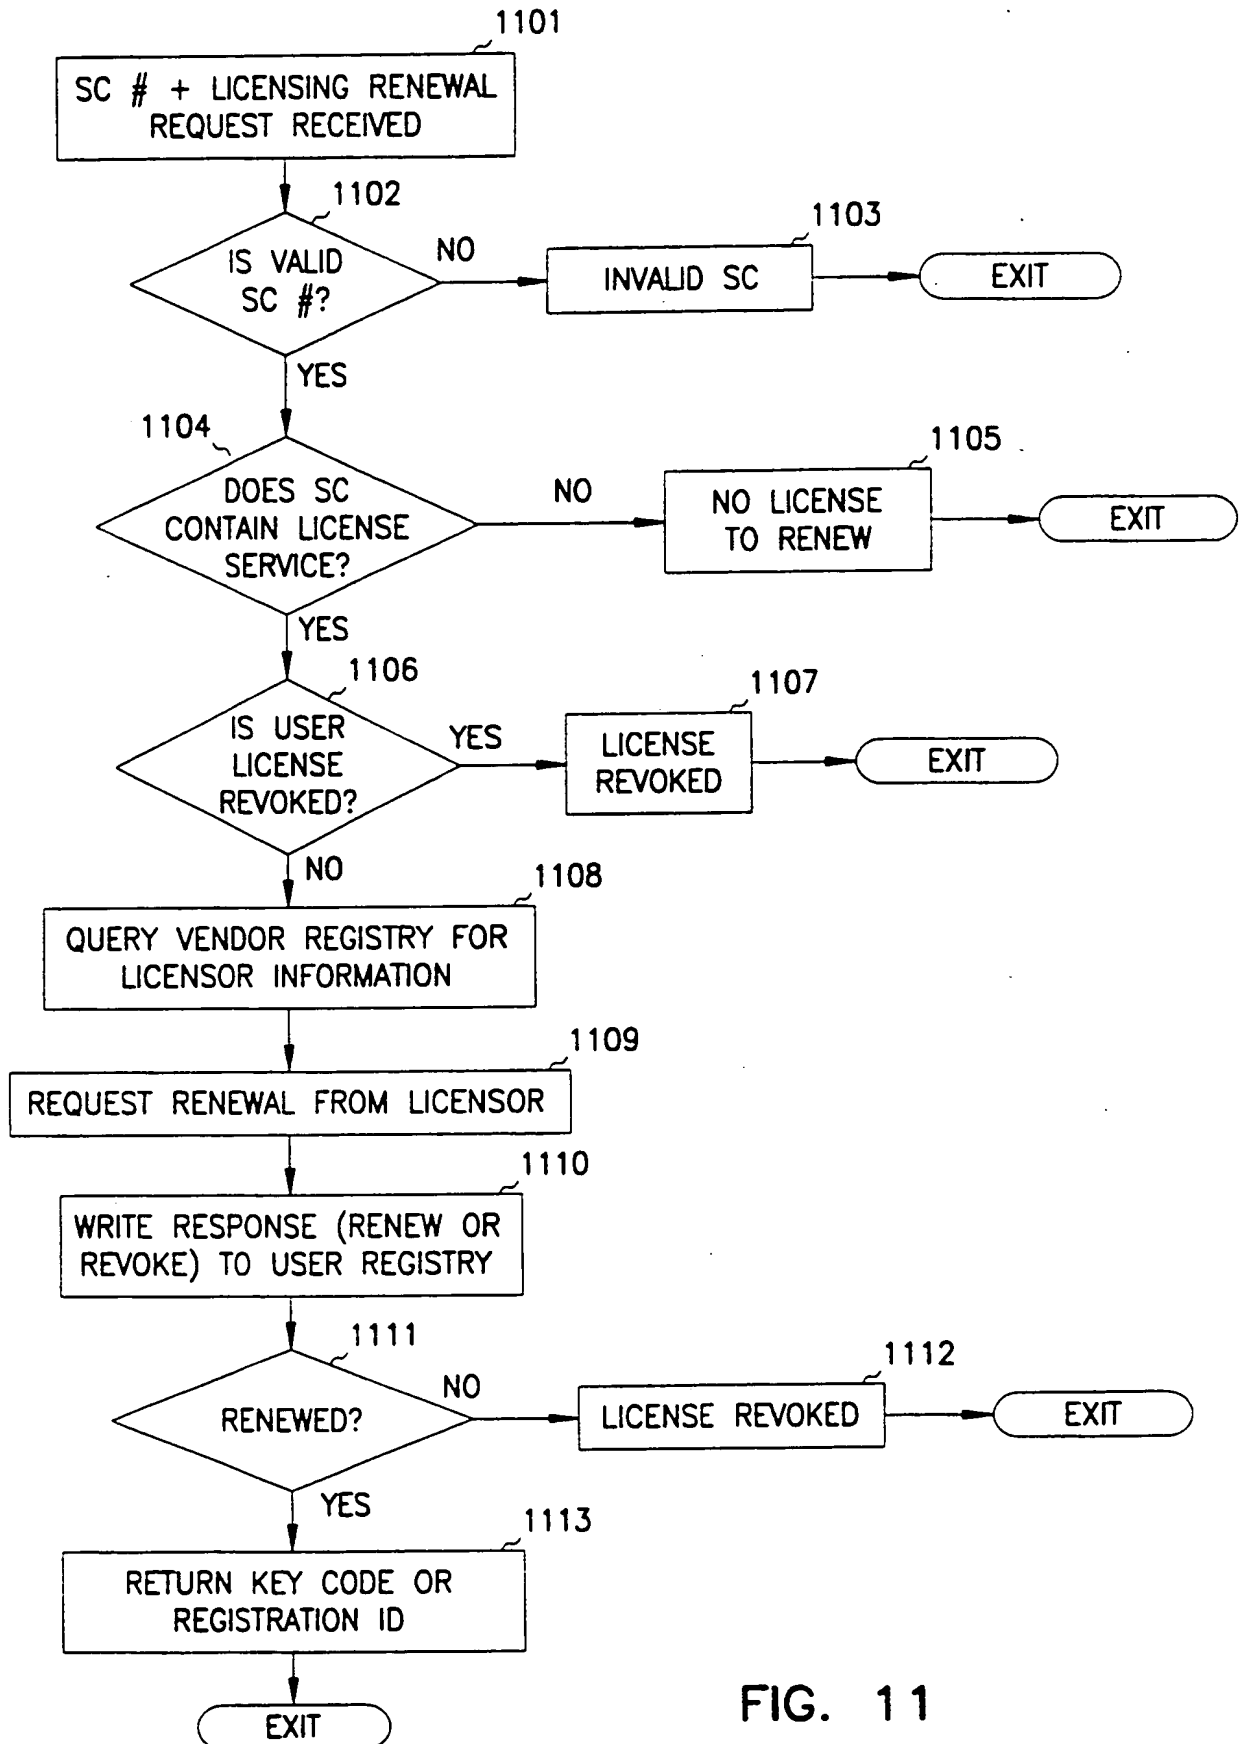 1101
SC # + LICENSING RENEWAL
REQUEST RECEIVED
1102
IS VALID
SC #?
NO
1103
INVALID SC
EXIT
YES
1104
DOES SC
CONTAIN LICENSE
SERVICE?
NO
1105
NO LICENSE
TO RENEW
EXIT
YES
1106
IS USER
LICENSE
REVOKED?
YES
1107
LICENSE
REVOKED
EXIT
NO
1108
QUERY VENDOR REGISTRY FOR
LICENSOR INFORMATION
1109
REQUEST RENEWAL FROM LICENSOR
1110
WRITE RESPONSE (RENEW OR
REVOKE) TO USER REGISTRY
1111
RENEWED?
NO
1112
LICENSE REVOKED
EXIT
YES
1113
RETURN KEY CODE OR
REGISTRATION ID
EXIT
FIG. 11